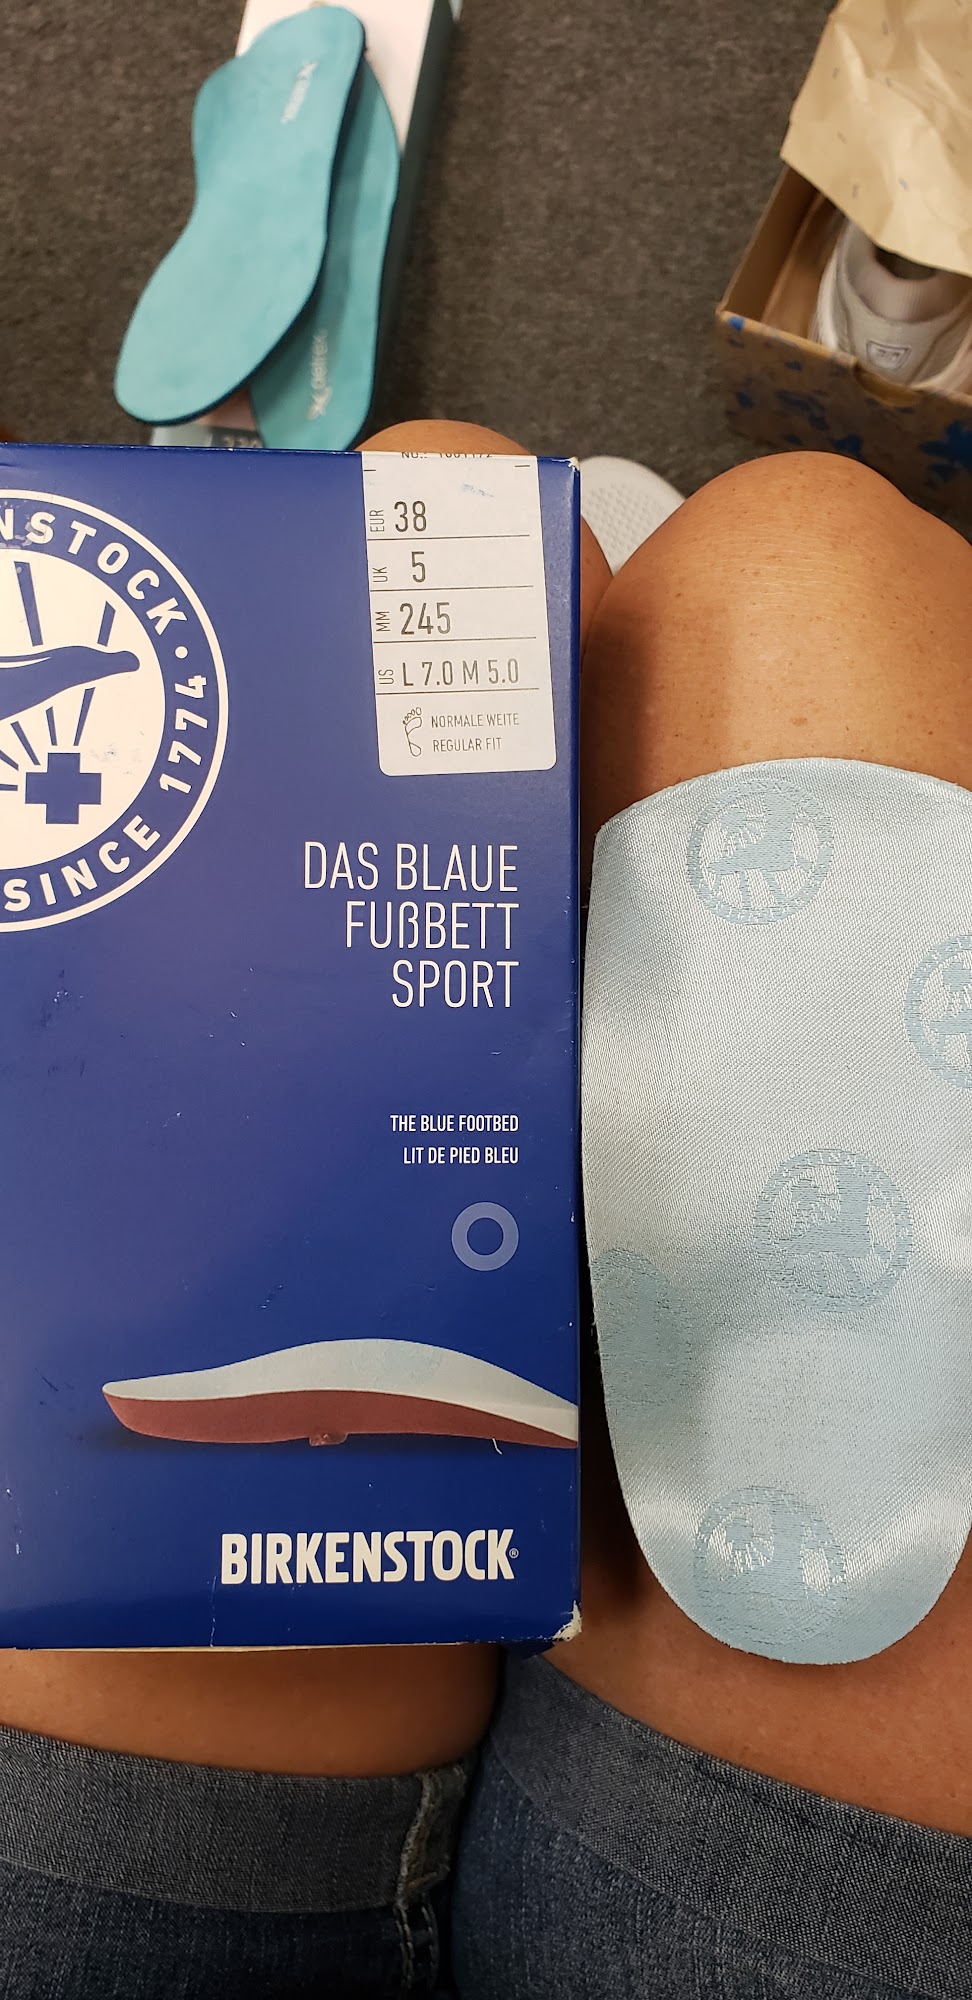 NSTOCK · 1774
SINCE
EUR 38
UK 5
MM 245
US L 7.0 M 5.0
NORMALE WEITE
REGULAR FIT
DAS BLAUE
FUßBETT
SPORT
THE BLUE FOOTBED
LIT DE PIED BLEU
BIRKENSTOCK®